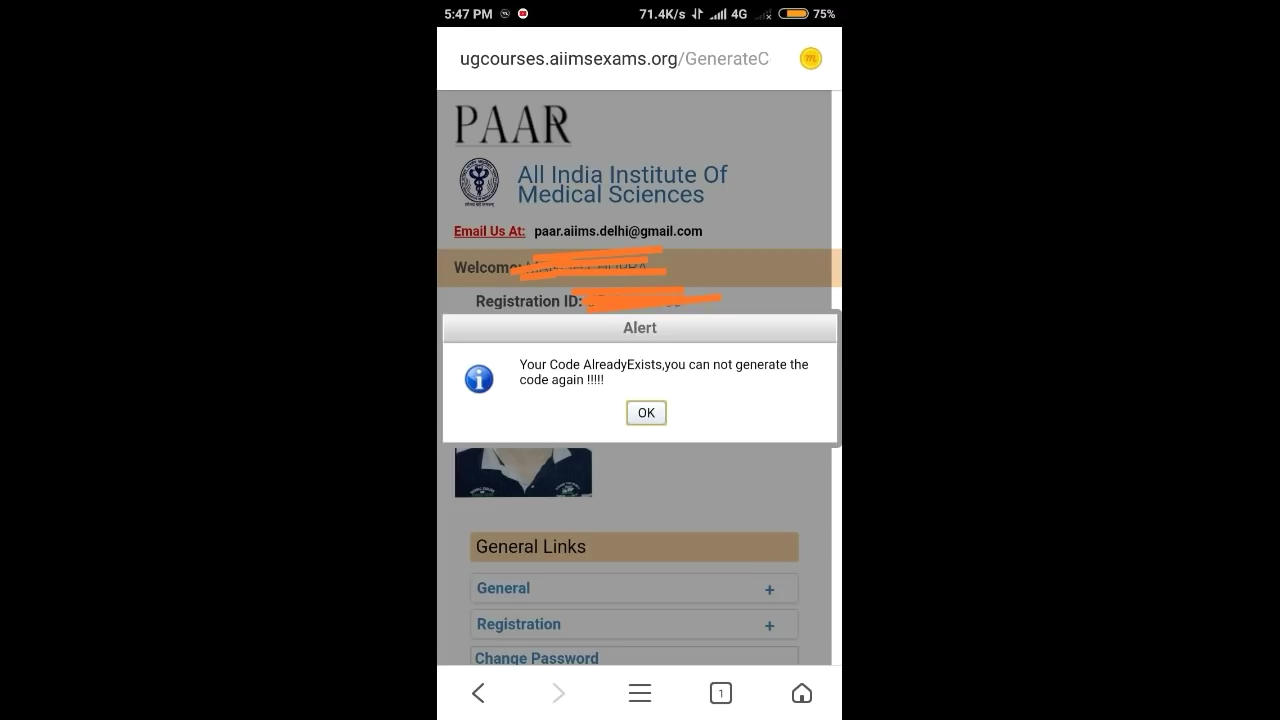 5:47 PM 71.4K/s 4G 75%
ugcourses.aiimsexams.org/GenerateC
PAAR
All India Institute Of
Medical Sciences
Email Us At: paar.aiims.delhi@gmail.com
Welcome:
Registration ID:
Alert
Your Code AlreadyExists,you can not generate the
code again !!!!!
OK
General Links
General +
Registration +
Change Password
1